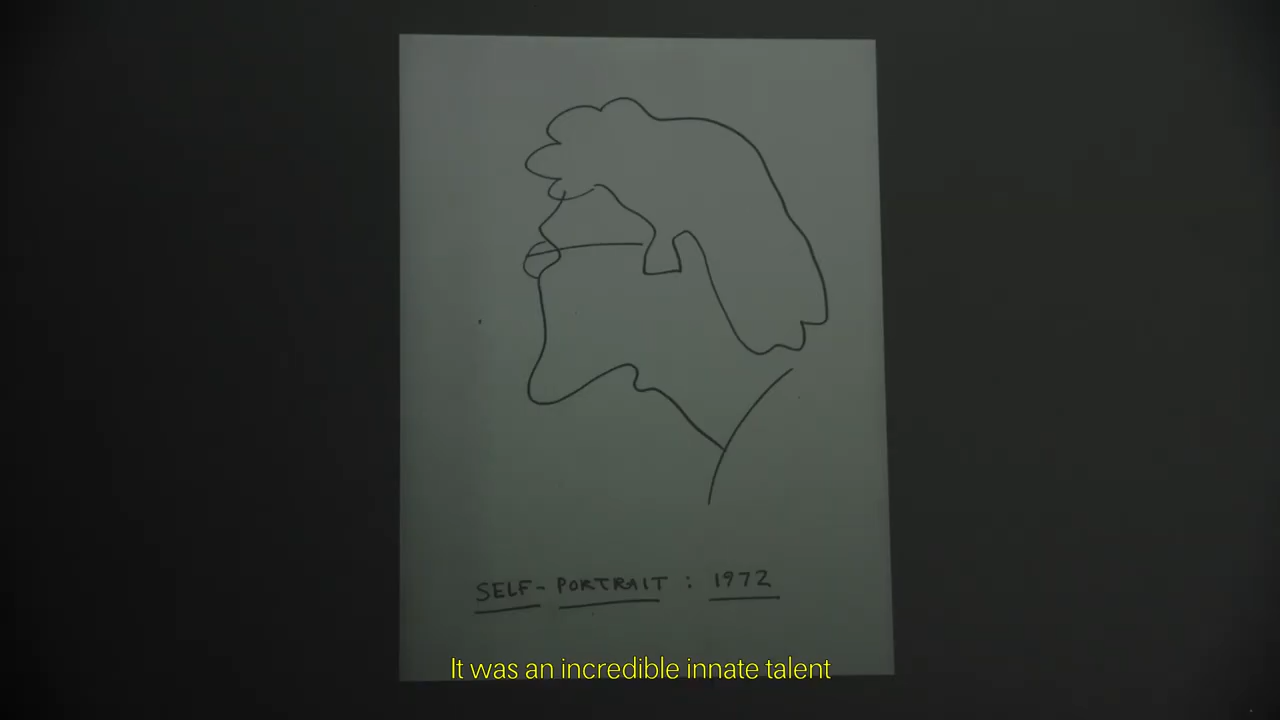 SELF-PORTRAIT : 1972
It was an incredible innate talent